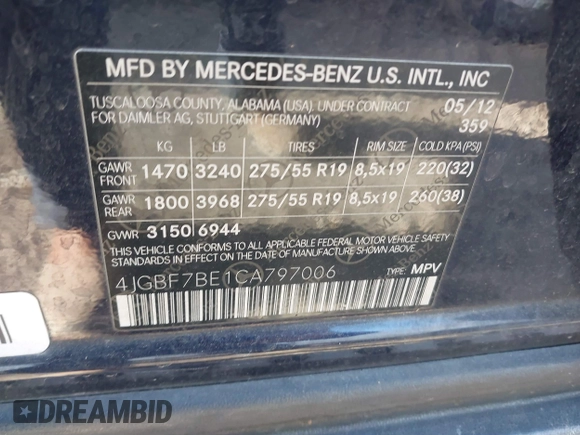 MFD BY MERCEDES-BENZ U.S. INTL., INC
TUSCALOOSA COUNTY, ALABAMA (USA). UNDER CONTRACT 05/12
FOR DAIMLER AG, STUTTGART (GERMANY) 359
KG LB TIRES RIM SIZE COLD KPA (PSI)
GAWR FRONT 1470 3240 275/55 R19 8,5x19 220(32)
GAWR REAR 1800 3968 275/55 R19 8,5x19 260(38)
GVWR 3150 6944
THIS VEHICLE CONFORMS TO ALL APPLICABLE FEDERAL MOTOR VEHICLE SAFETY
STANDARDS IN EFFECT ON THE DATE OF MANUFACTURE SHOWN ABOVE.
4JGBF7BE1CA797006 TYPE: MPV
DREAMBID